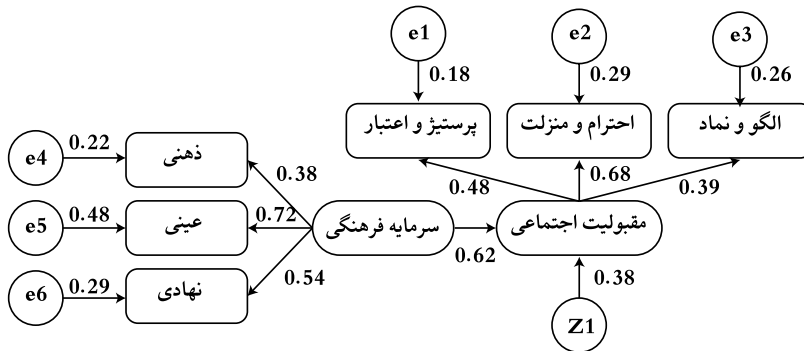 e1
e2
e3
0.18
0.29
0.26
پرستیژ و اعتبار
احترام و منزلت
الگو و نماد
e4
0.22
ذهنی
0.38
0.48
0.68
0.39
e5
0.48
عینی
0.72
سرمایه فرهنگی
0.62
مقبولیت اجتماعی
e6
0.29
نهادی
0.54
0.38
Z1